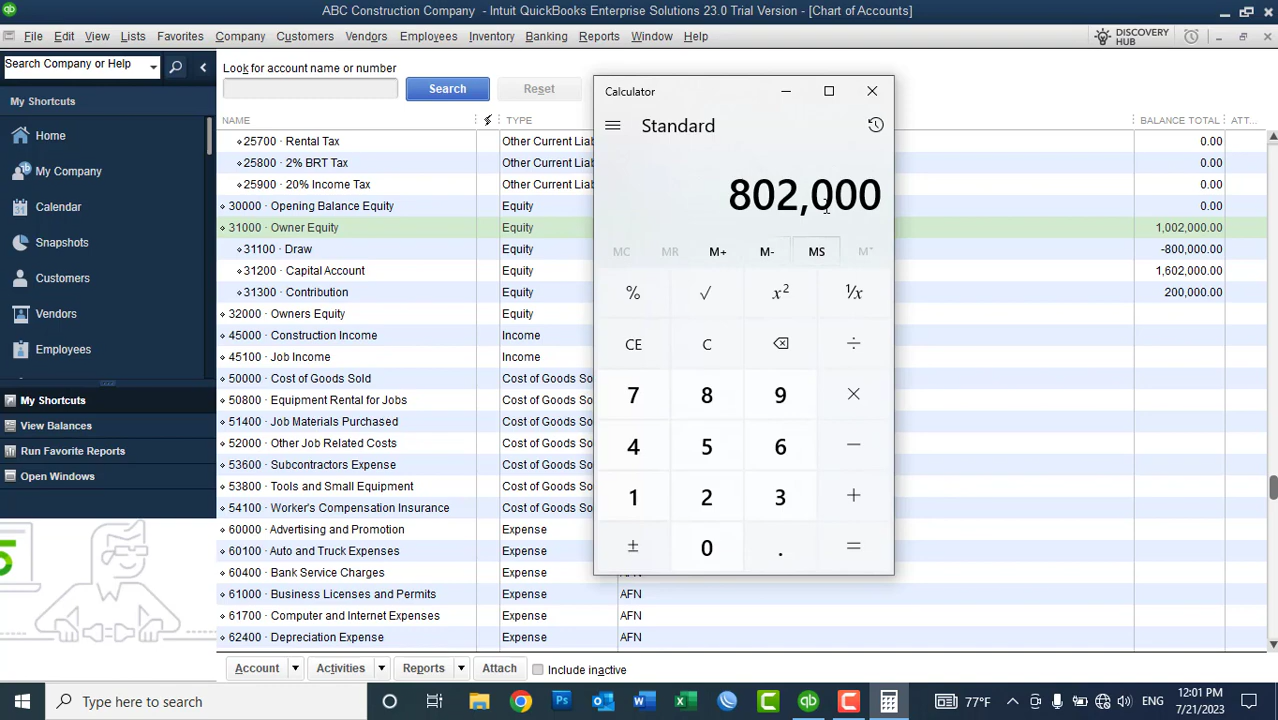 ABC Construction Company - Intuit QuickBooks Enterprise Solutions 23.0 Trial Version - [Chart of Accounts]
File Edit View Lists Favorites Company Customers Vendors Employees Inventory Banking Reports Window Help
DISCOVERY
HUB
Search Company or Help
My Shortcuts
Home
My Company
Calendar
Snapshots
Customers
Vendors
Employees
My Shortcuts
View Balances
Run Favorite Reports
Open Windows
Look for account name or number
Search Reset
NAME TYPE BALANCE TOTAL ATT...
25700 · Rental Tax Other Current Liab 0.00
25800 · 2% BRT Tax Other Current Liab 0.00
25900 · 20% Income Tax Other Current Liab 0.00
30000 · Opening Balance Equity Equity 0.00
31000 · Owner Equity Equity 1,002,000.00
31100 · Draw Equity -800,000.00
31200 · Capital Account Equity 1,602,000.00
31300 · Contribution Equity 200,000.00
32000 · Owners Equity Equity
45000 · Construction Income Income
45100 · Job Income Income
50000 · Cost of Goods Sold Cost of Goods So
50800 · Equipment Rental for Jobs Cost of Goods So
51400 · Job Materials Purchased Cost of Goods So
52000 · Other Job Related Costs Cost of Goods So
53600 · Subcontractors Expense Cost of Goods So
53800 · Tools and Small Equipment Cost of Goods So
54100 · Worker's Compensation Insurance Cost of Goods So
60000 · Advertising and Promotion Expense
60100 · Auto and Truck Expenses Expense
60400 · Bank Service Charges Expense
61000 · Business Licenses and Permits Expense AFN
61700 · Computer and Internet Expenses Expense AFN
62400 · Depreciation Expense Expense AFN
Account Activities Reports Attach Include inactive
Calculator
Standard
802,000
MC MR M+ M- MS M˅
% √ x² ¹/x
CE C ⌫ ÷
7 8 9 ×
4 5 6 −
1 2 3 +
± 0 . =
Type here to search
77°F
ENG
12:01 PM
7/21/2023